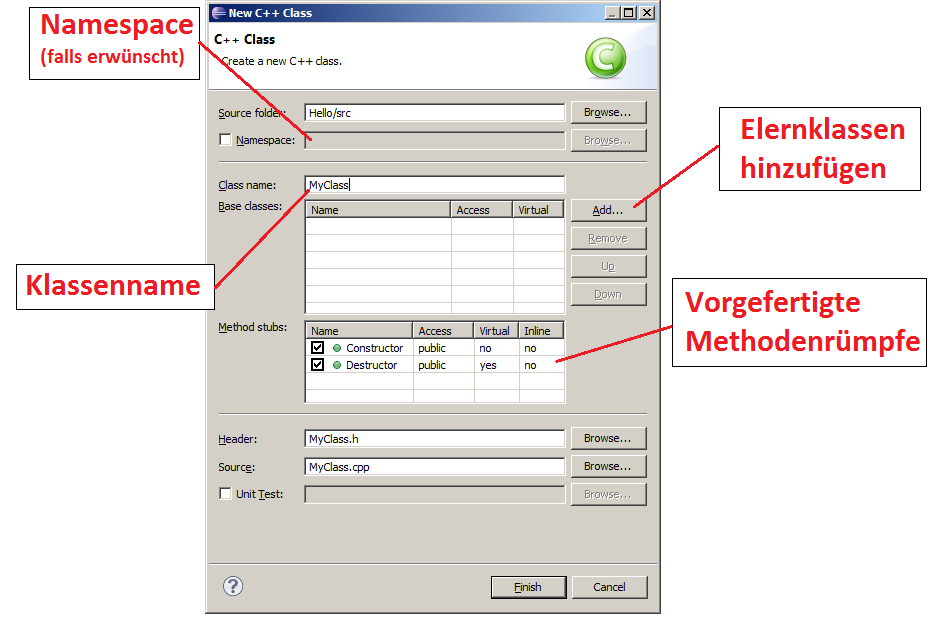 Namespace
(falls erwünscht)
New C++ Class
C++ Class
Create a new C++ class.
Source folder: Hello/src Browse...
Namespace: Browse...
Elernklassen
hinzufügen
Class name: MyClass
Base classes: Name Access Virtual Add...
Remove
Up
Down
Klassenname
Vorgefertigte
Methodenrümpfe
Method stubs: Name Access Virtual Inline
Constructor public no no
Destructor public yes no
Header: MyClass.h Browse...
Source: MyClass.cpp Browse...
Unit Test: Browse...
? Finish Cancel